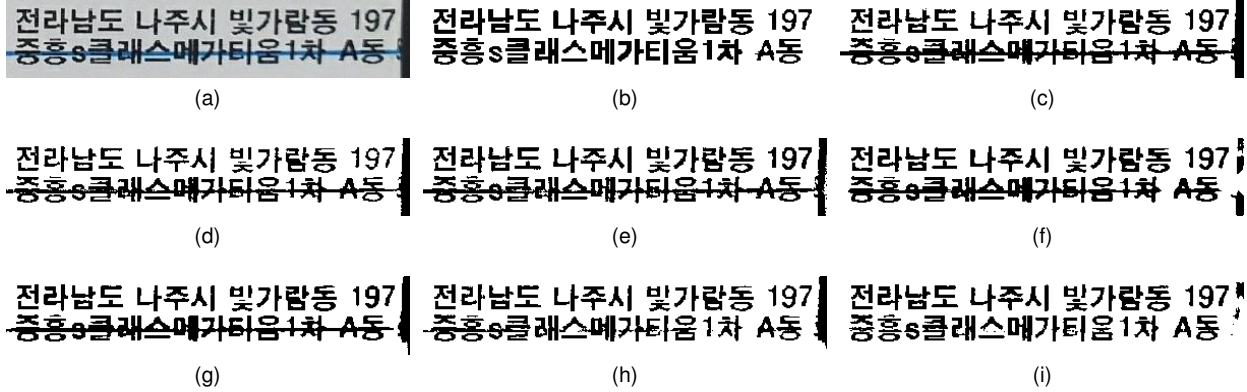 전라남도 나주시 빛가람동 197
중흥s클래스메가티움1차 A동
(a)
전라남도 나주시 빛가람동 197
중흥s클래스메가티움1차 A동
(b)
전라남도 나주시 빛가람동 197
중흥s클래스메가티움1차 A동
(c)
전라남도 나주시 빛가람동 197
중흥s클래스메가티움1차 A동
(d)
전라남도 나주시 빛가람동 197
중흥s클래스메가티움1차 A동
(e)
전라남도 나주시 빛가람동 197
중흥s클래스메가티움1차 A동
(f)
전라남도 나주시 빛가람동 197
중흥s클래스메가티움1차 A동
(g)
전라남도 나주시 빛가람동 197
중흥s클래스메가티움1차 A동
(h)
전라남도 나주시 빛가람동 197
중흥s클래스메가티움1차 A동
(i)